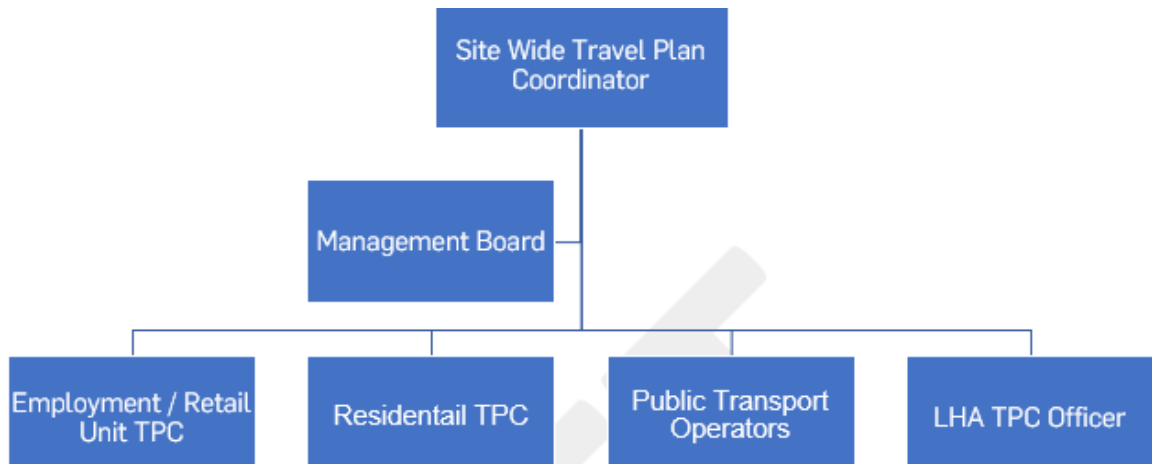 Site Wide Travel Plan
Coordinator
Management Board
Employment / Retail
Unit TPC
Residentail TPC
Public Transport
Operators
LHA TPC Officer